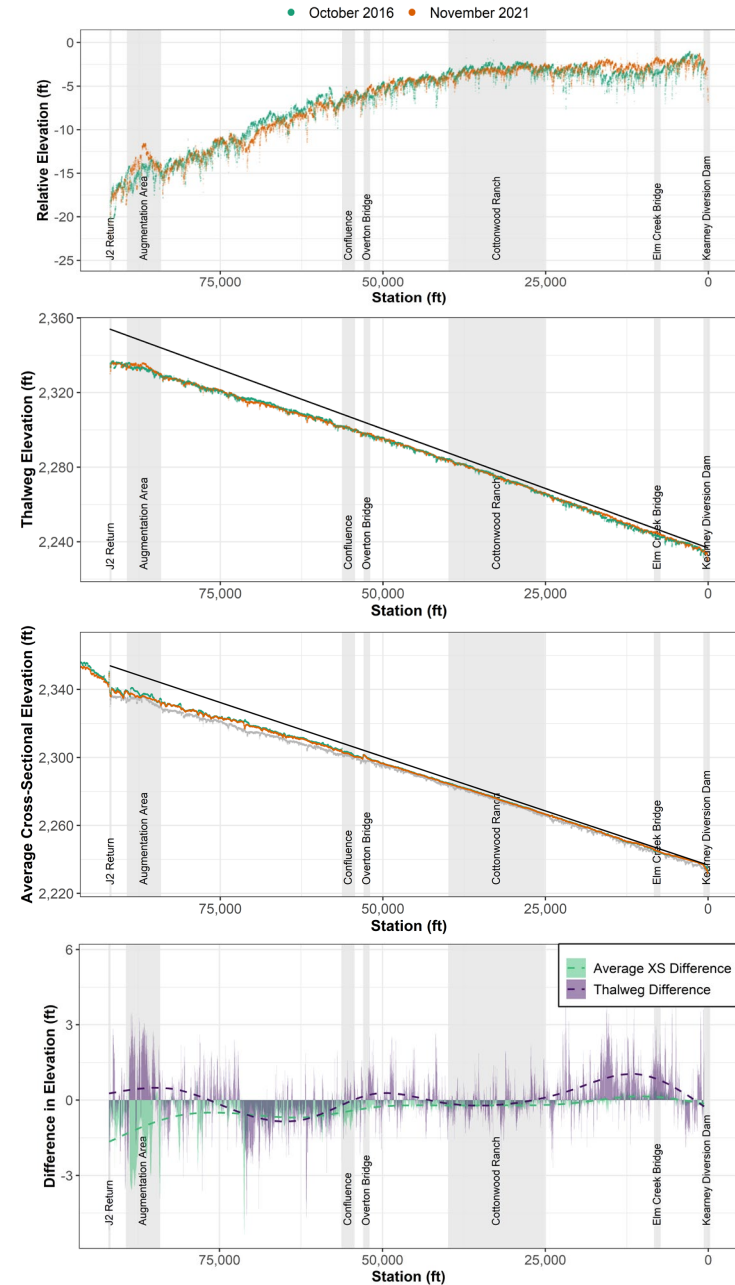 October 2016 November 2021
Relative Elevation (ft)
0
-5
-10
-15
-20
-25
J2 Return
Augmentation Area
Confluence
Overton Bridge
Cottonwood Ranch
Elm Creek Bridge
Kearney Diversion Dam
75,000 50,000 25,000 0
Station (ft)
Thalweg Elevation (ft)
2,360
2,320
2,280
2,240
J2 Return
Augmentation Area
Confluence
Overton Bridge
Cottonwood Ranch
Elm Creek Bridge
Kearney Diversion Dam
75,000 50,000 25,000 0
Station (ft)
Average Cross-Sectional Elevation (ft)
2,340
2,300
2,260
2,220
J2 Return
Augmentation Area
Confluence
Overton Bridge
Cottonwood Ranch
Elm Creek Bridge
Kearney Diversion Dam
75,000 50,000 25,000 0
Station (ft)
Difference in Elevation (ft)
6
3
0
-3
Average XS Difference
Thalweg Difference
J2 Return
Augmentation Area
Confluence
Overton Bridge
Cottonwood Ranch
Elm Creek Bridge
Kearney Diversion Dam
75,000 50,000 25,000 0
Station (ft)